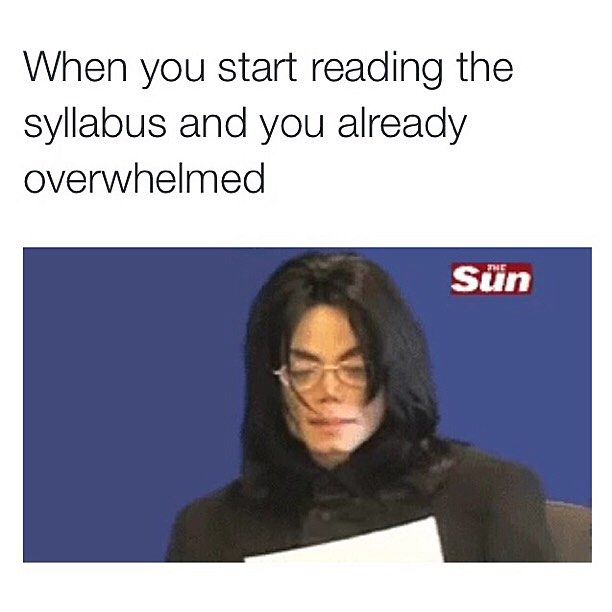 When you start reading the
syllabus and you already
overwhelmed
THE
Sun